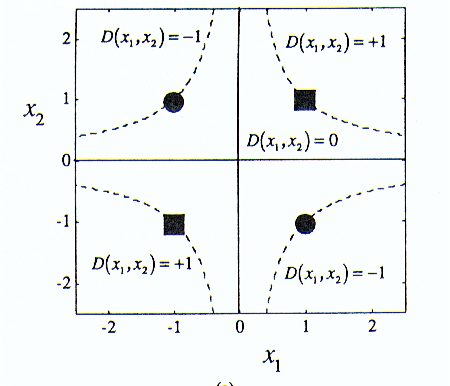 2
D(x₁,x₂) = −1
D(x₁,x₂) = +1
1
x₂
D(x₁,x₂) = 0
0
-1
D(x₁,x₂) = +1
D(x₁,x₂) = −1
-2
-2 -1 0 1 2
x₁